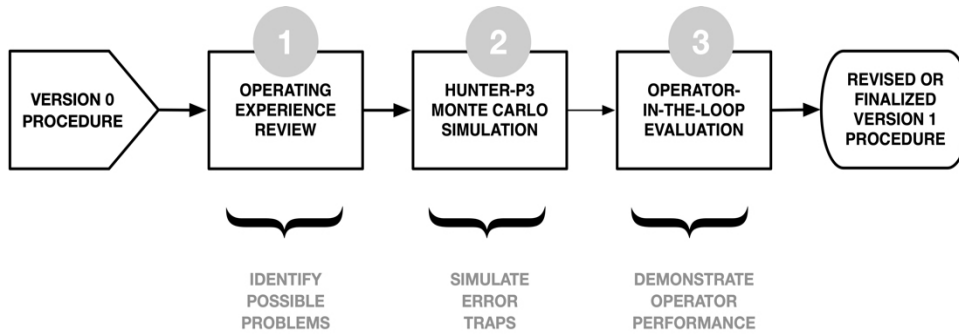 1
2
3
VERSION 0
PROCEDURE
OPERATING
EXPERIENCE
REVIEW
HUNTER-P3
MONTE CARLO
SIMULATION
OPERATOR-
IN-THE-LOOP
EVALUATION
REVISED OR
FINALIZED
VERSION 1
PROCEDURE
IDENTIFY
POSSIBLE
PROBLEMS
SIMULATE
ERROR
TRAPS
DEMONSTRATE
OPERATOR
PERFORMANCE